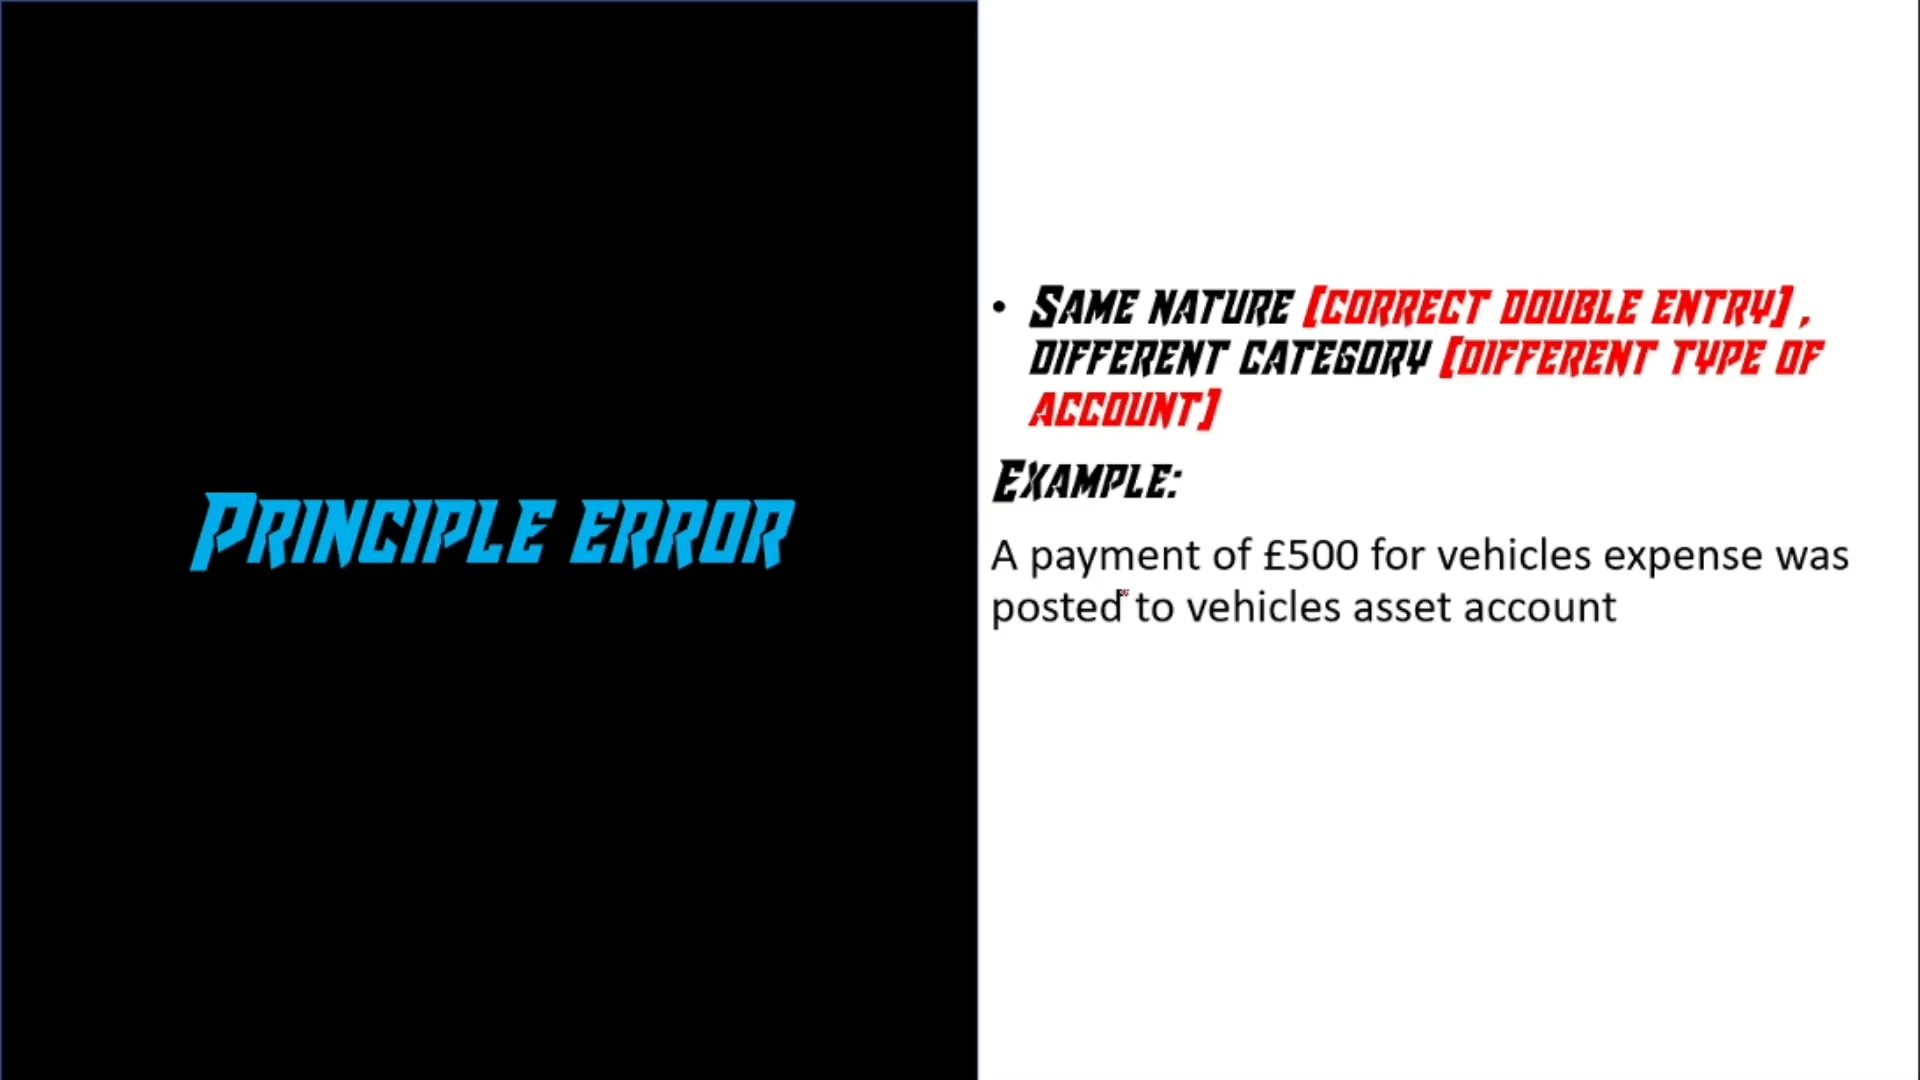 Principle error
• Same nature [correct double entry] ,
different category [different type of
account]
Example:
A payment of £500 for vehicles expense was
posted to vehicles asset account